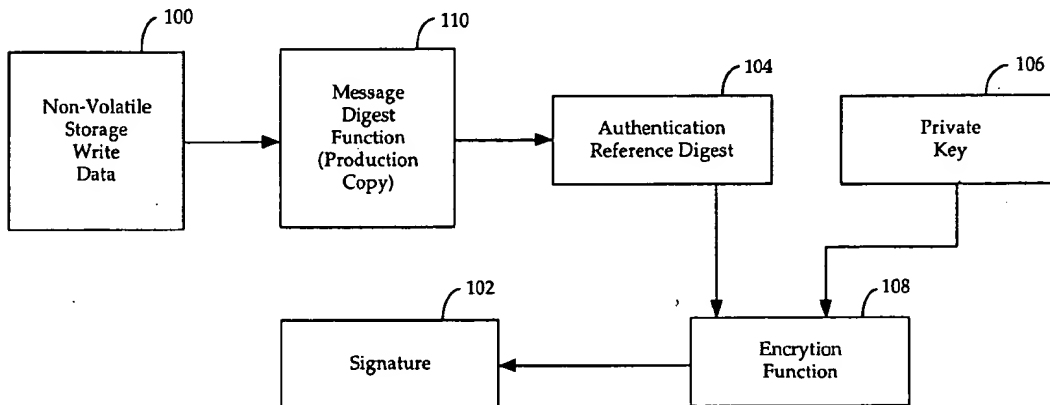 100
110
104
106
Non-Volatile
Storage
Write
Data
Message
Digest
Function
(Production
Copy)
Authentication
Reference Digest
Private
Key
102
108
Signature
Encrytion
Function